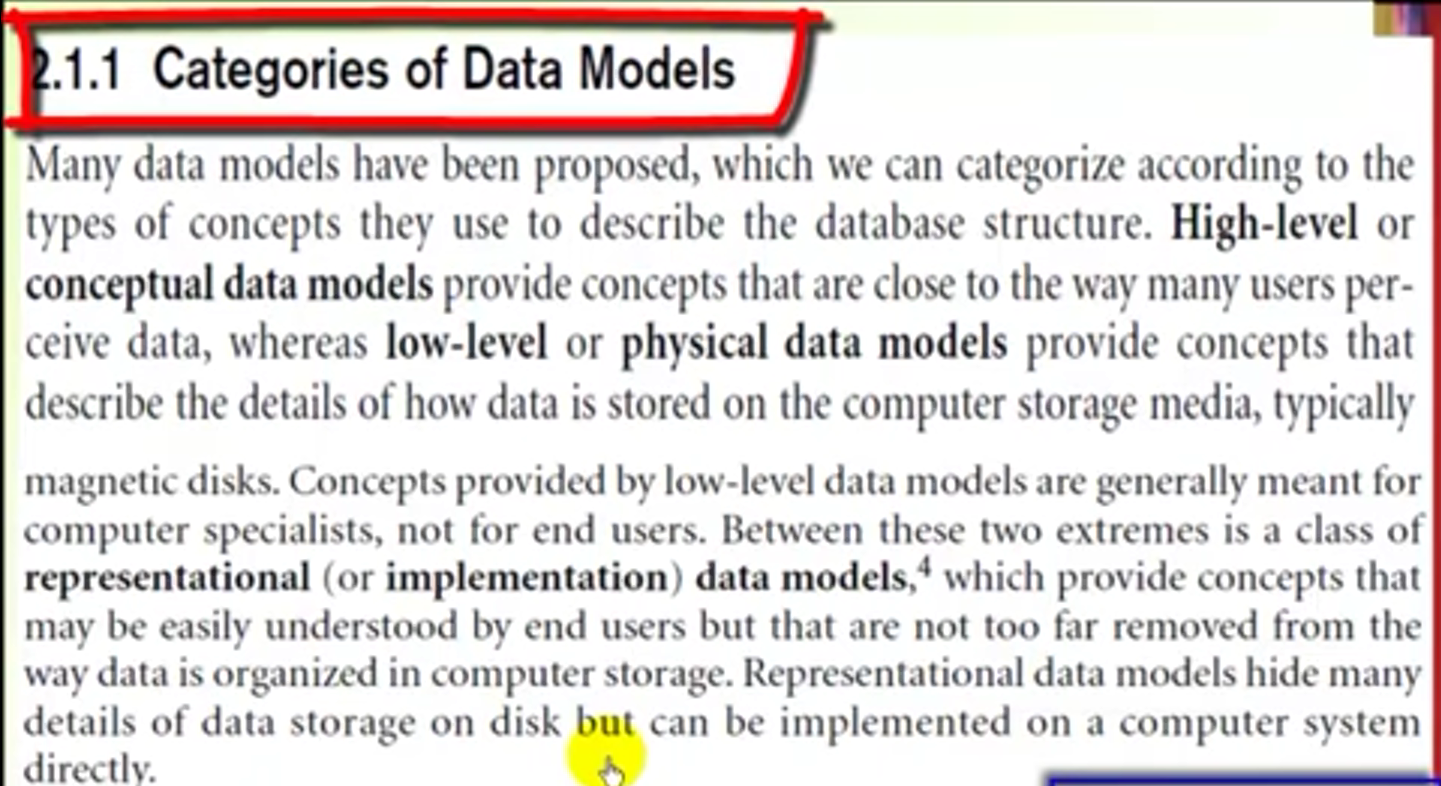 2.1.1 Categories of Data Models
Many data models have been proposed, which we can categorize according to the
types of concepts they use to describe the database structure. High-level or
conceptual data models provide concepts that are close to the way many users per-
ceive data, whereas low-level or physical data models provide concepts that
describe the details of how data is stored on the computer storage media, typically
magnetic disks. Concepts provided by low-level data models are generally meant for
computer specialists, not for end users. Between these two extremes is a class of
representational (or implementation) data models,⁴ which provide concepts that
may be easily understood by end users but that are not too far removed from the
way data is organized in computer storage. Representational data models hide many
details of data storage on disk but can be implemented on a computer system
directly.